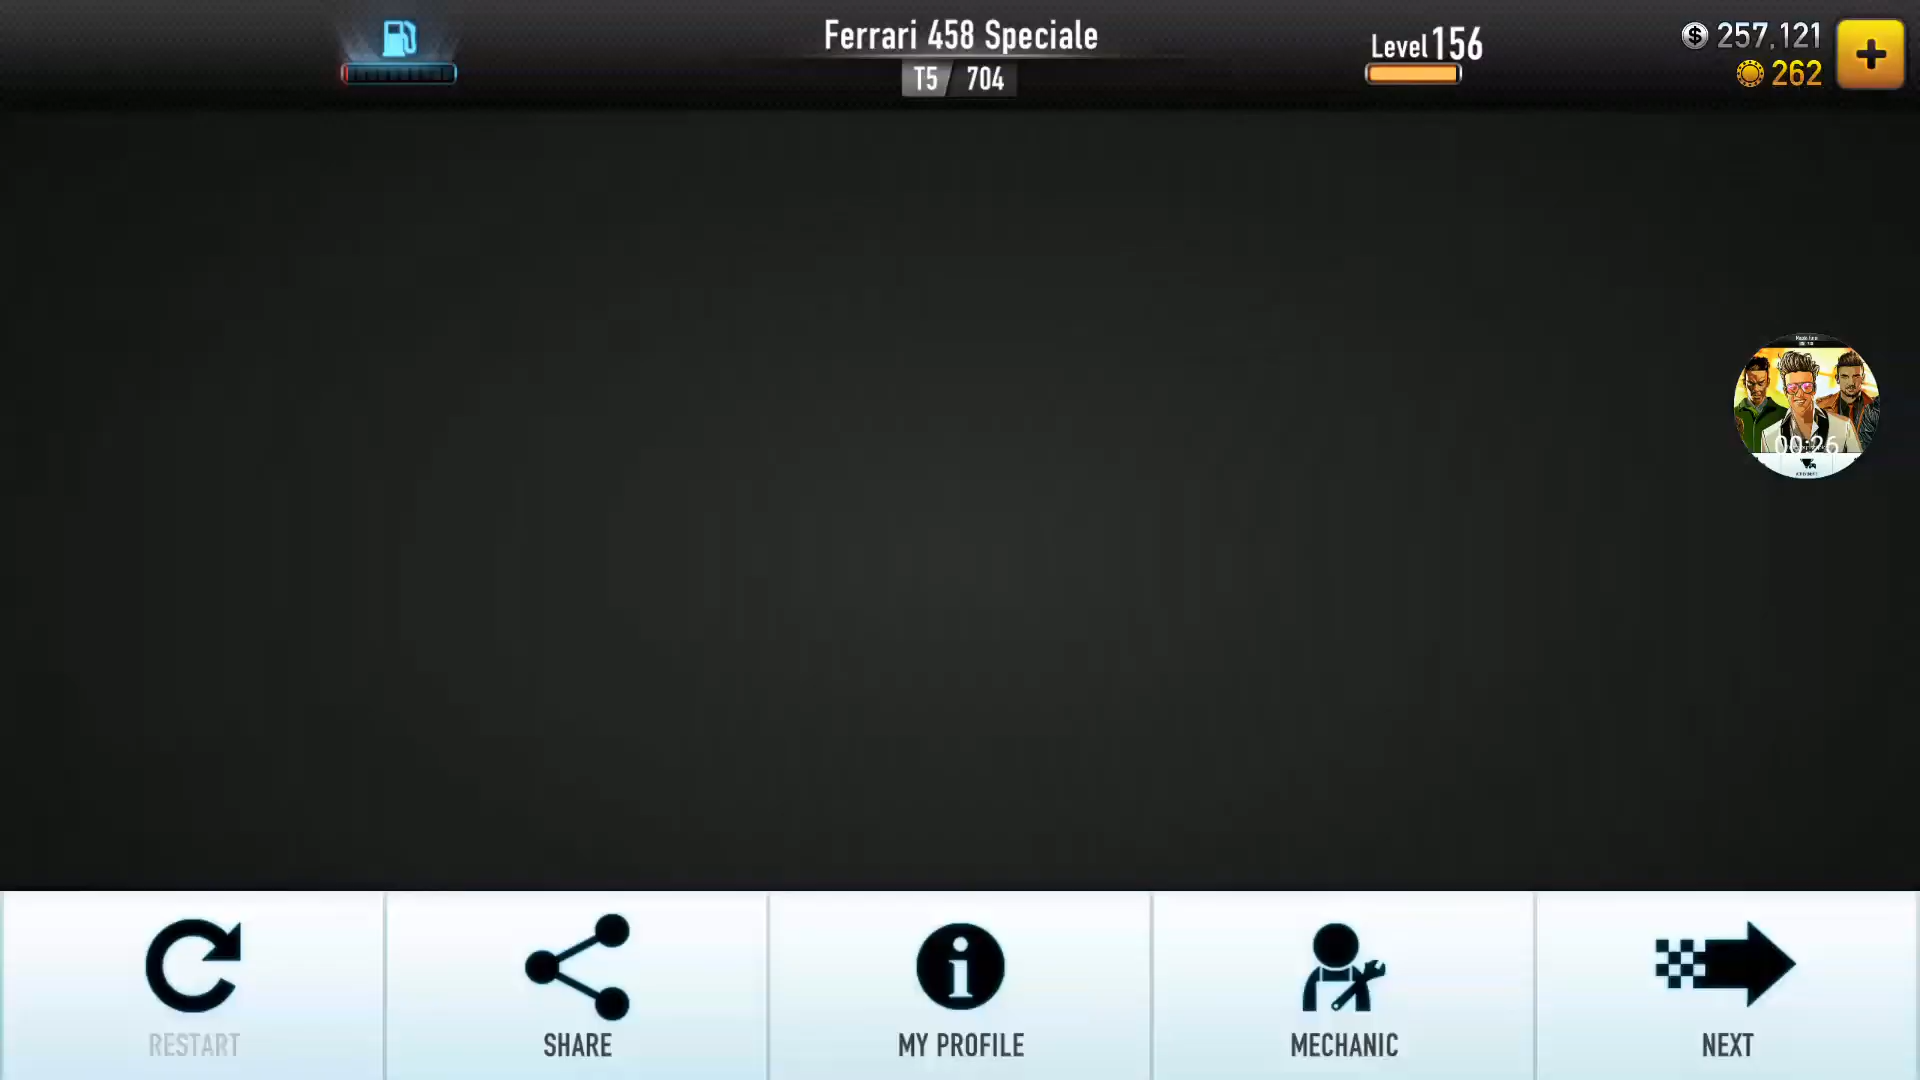 Ferrari 458 Speciale
T5 704
Level 156
257,121
262
00:26
RESTART
SHARE
MY PROFILE
MECHANIC
NEXT